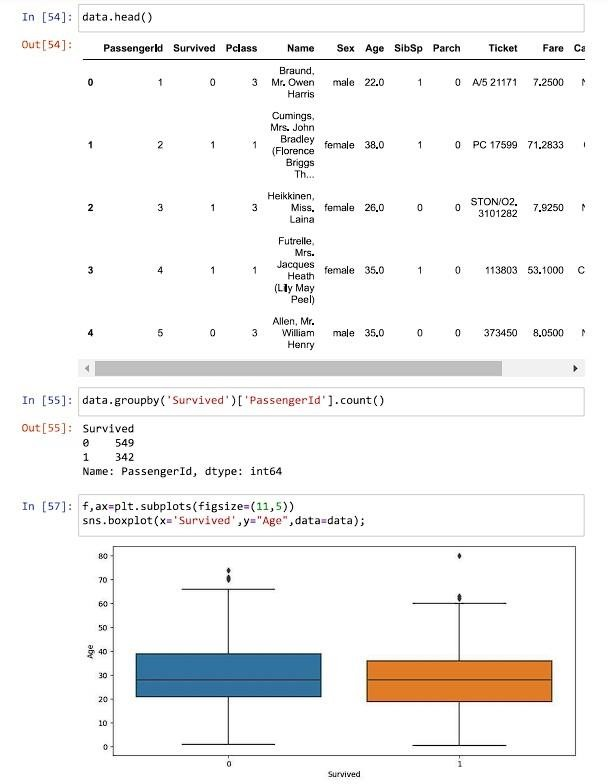 In [54]: data.head()
Out[54]:
PassengerId Survived Pclass Name Sex Age SibSp Parch Ticket Fare Ca
0 1 0 3 Braund, Mr. Owen Harris male 22.0 1 0 A/5 21171 7.2500
1 2 1 1 Cumings, Mrs. John Bradley (Florence Briggs Th... female 38.0 1 0 PC 17599 71.2833
2 3 1 3 Heikkinen, Miss. Laina female 26.0 0 0 STON/O2. 3101282 7.9250
3 4 1 1 Futrelle, Mrs. Jacques Heath (Lily May Peel) female 35.0 1 0 113803 53.1000 C
4 5 0 3 Allen, Mr. William Henry male 35.0 0 0 373450 8.0500
In [55]: data.groupby('Survived')['PassengerId'].count()
Out[55]: Survived
0 549
1 342
Name: PassengerId, dtype: int64
In [57]: f,ax=plt.subplots(figsize=(11,5))
sns.boxplot(x='Survived',y="Age",data=data);
80
70
60
50
40
30
20
10
0
Age
0 1
Survived